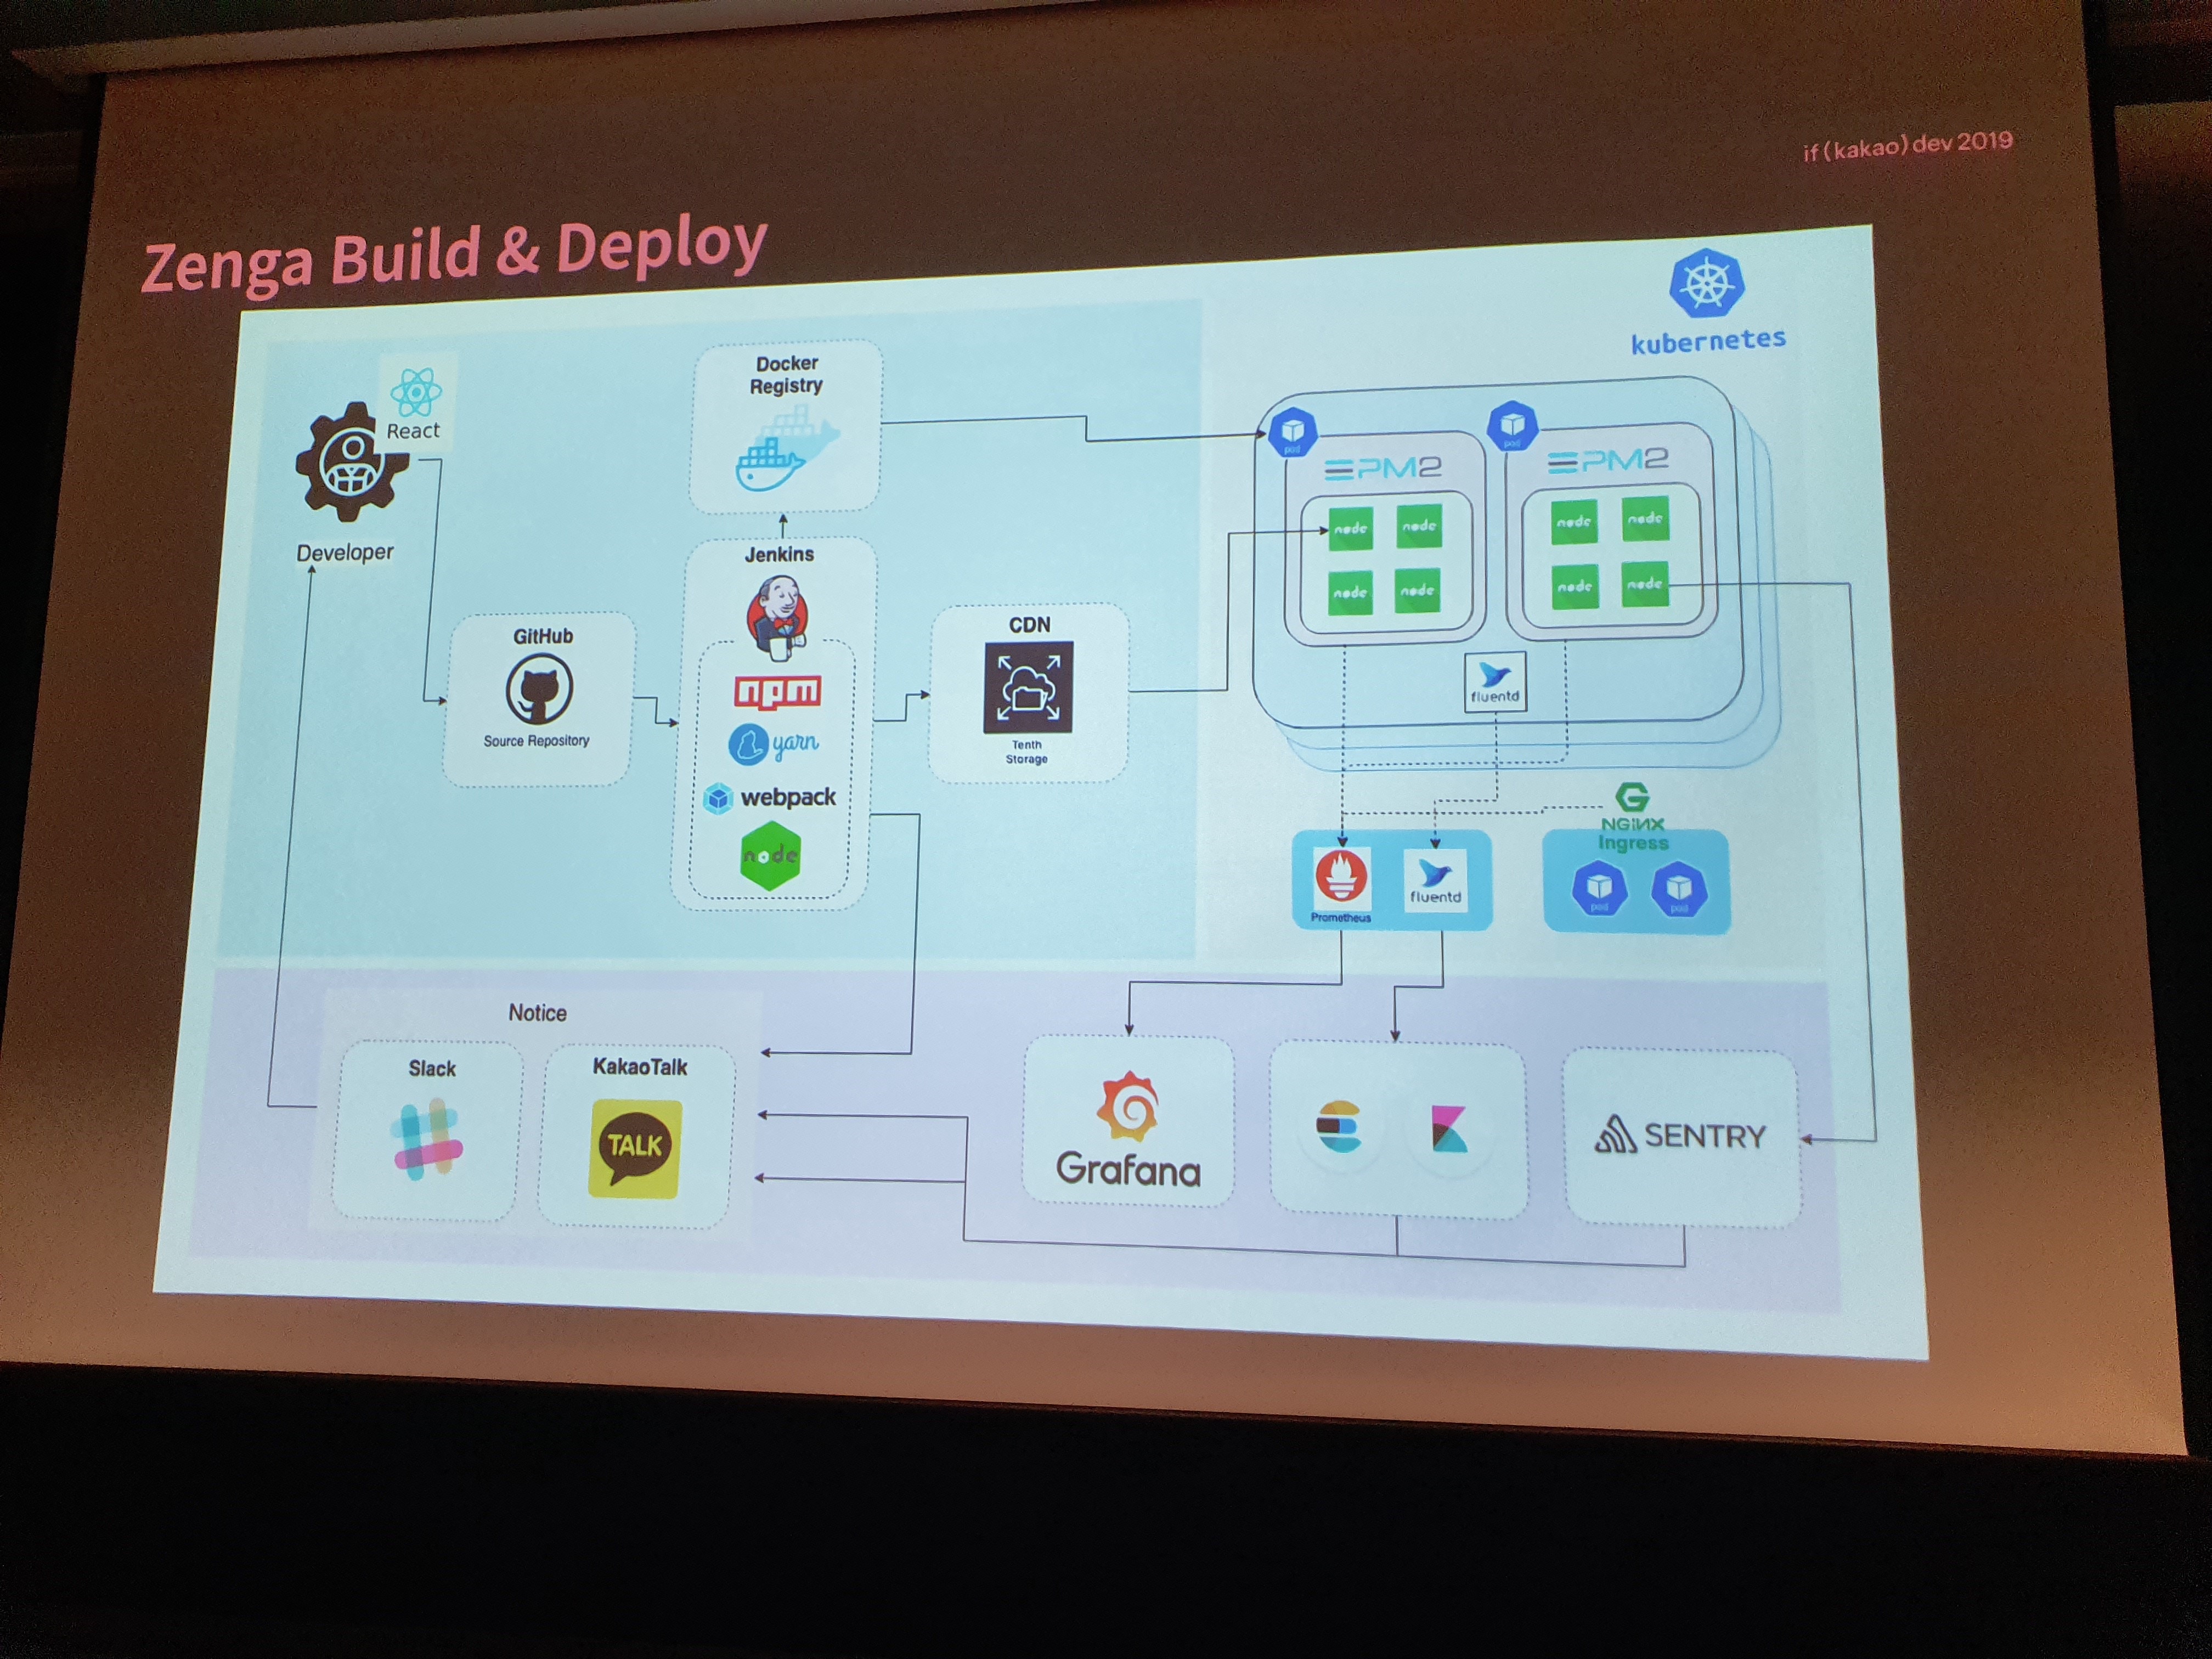 if(kakao)dev 2019
Zenga Build & Deploy
kubernetes
React
Developer
Docker
Registry
pod
PM2
node
node
node
node
pod
PM2
node
node
node
node
fluentd
Jenkins
npm
yarn
webpack
node
GitHub
Source Repository
CDN
Tenth
Storage
NGINX
Ingress
pod
pod
Prometheus
fluentd
Notice
Slack
KakaoTalk
TALK
Grafana
SENTRY